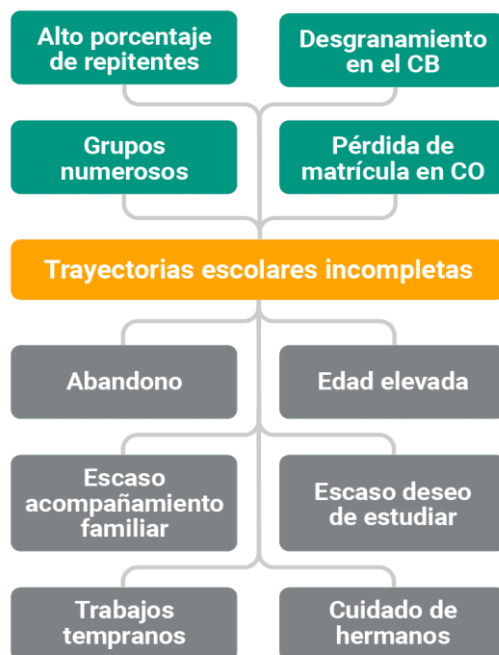 Alto porcentaje
de repitentes
Desgranamiento
en el CB
Grupos
numerosos
Pérdida de
matrícula en CO
Trayectorias escolares incompletas
Abandono
Edad elevada
Escaso
acompañamiento
familiar
Escaso deseo
de estudiar
Trabajos
tempranos
Cuidado de
hermanos